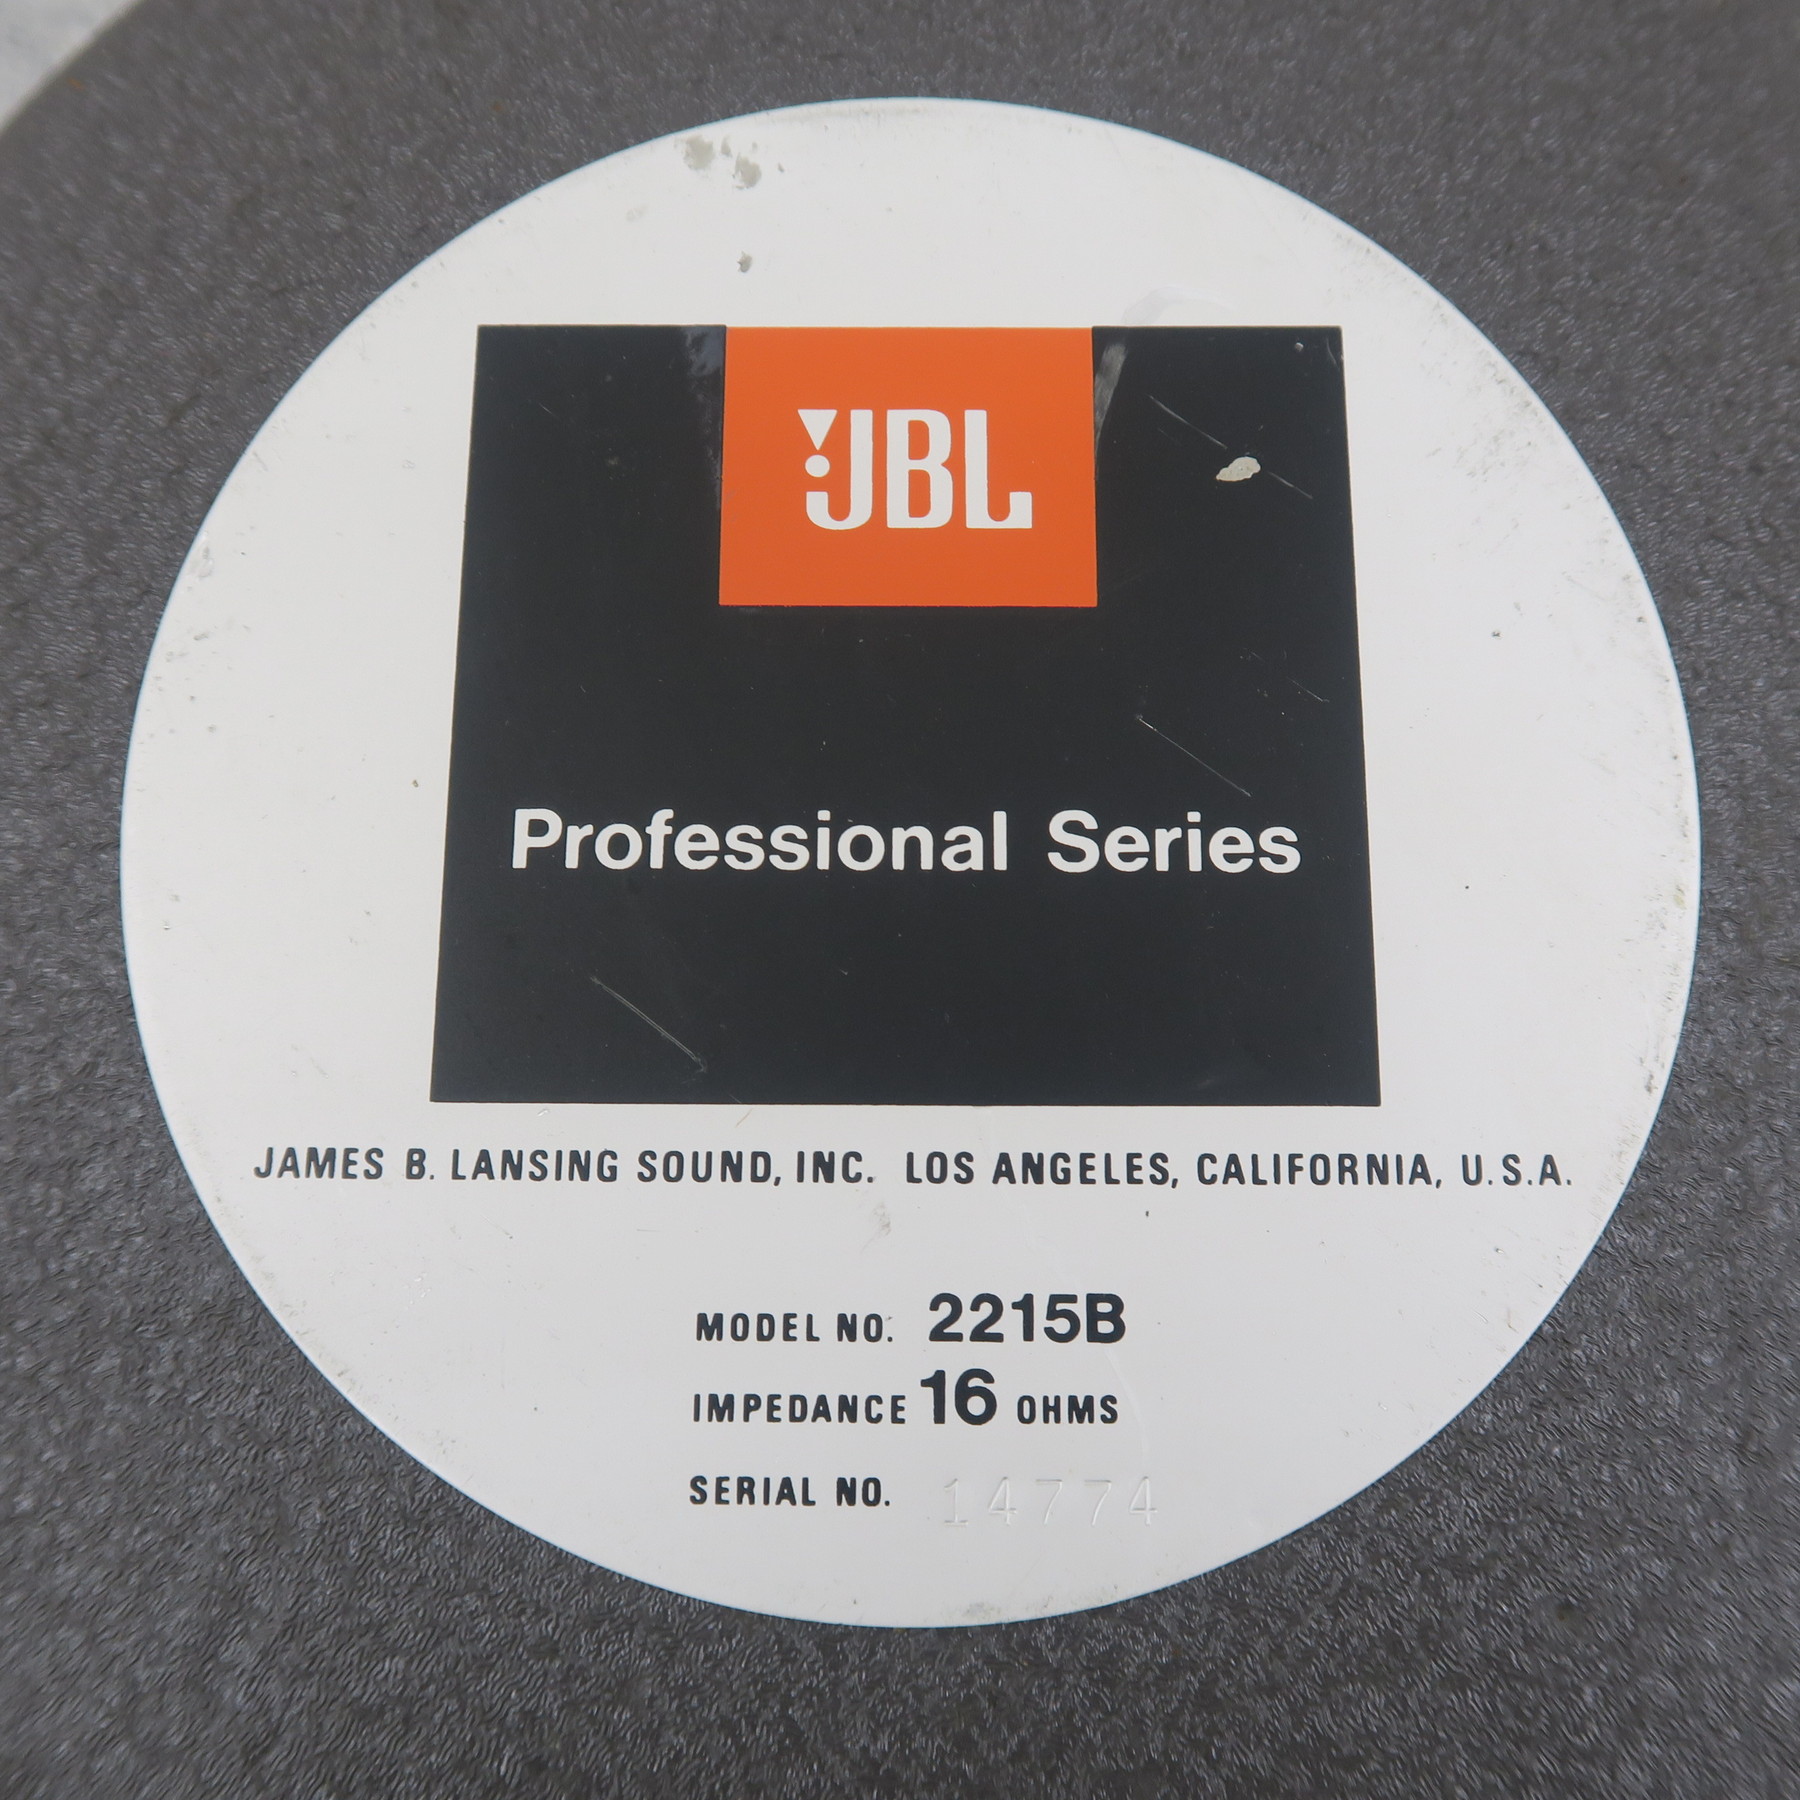 JBL
Professional Series
JAMES B. LANSING SOUND, INC. LOS ANGELES, CALIFORNIA, U.S.A.
MODEL NO. 2215B
IMPEDANCE 16 OHMS
SERIAL NO. 14774